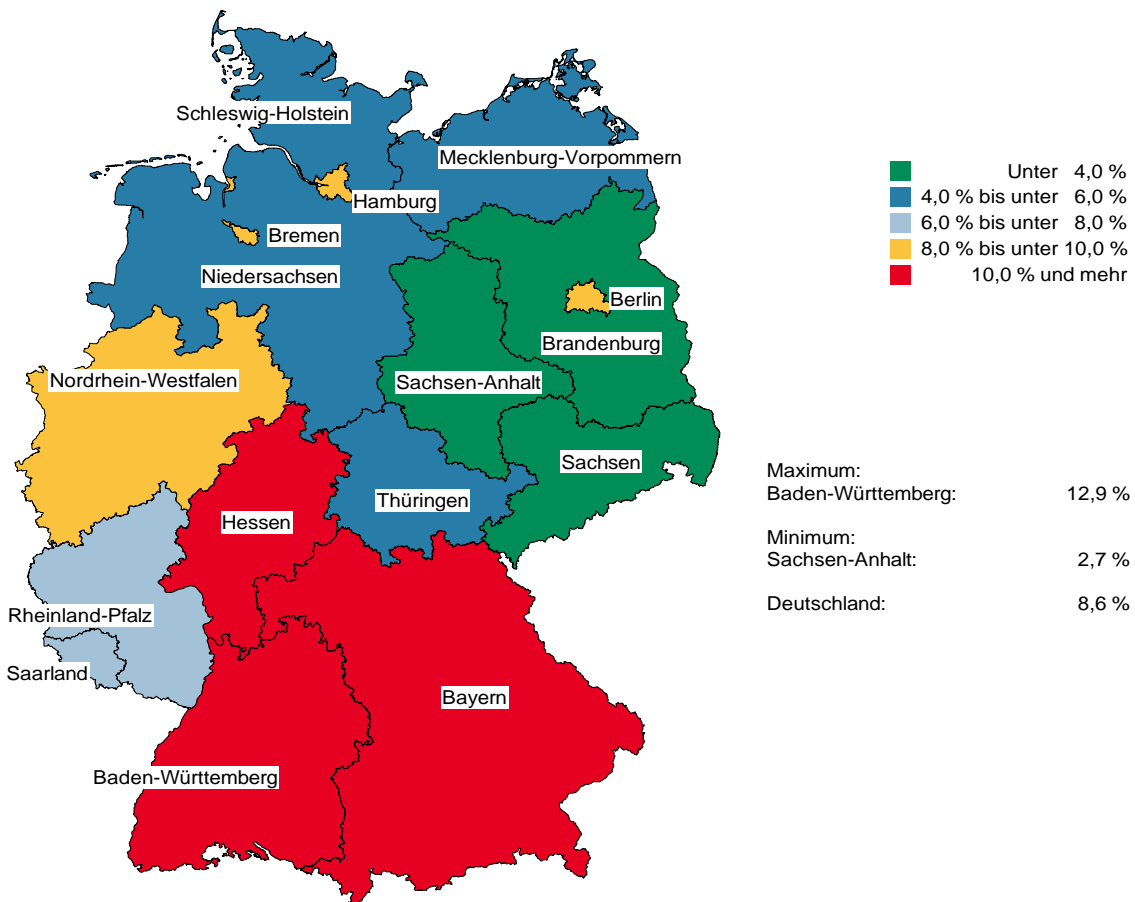 Schleswig-Holstein
Mecklenburg-Vorpommern
Hamburg
Bremen
Niedersachsen
Berlin
Brandenburg
Nordrhein-Westfalen
Sachsen-Anhalt
Sachsen
Thüringen
Hessen
Rheinland-Pfalz
Saarland
Bayern
Baden-Württemberg
Unter 4,0 %
4,0 % bis unter 6,0 %
6,0 % bis unter 8,0 %
8,0 % bis unter 10,0 %
10,0 % und mehr
Maximum:
Baden-Württemberg: 12,9 %
Minimum:
Sachsen-Anhalt: 2,7 %
Deutschland: 8,6 %